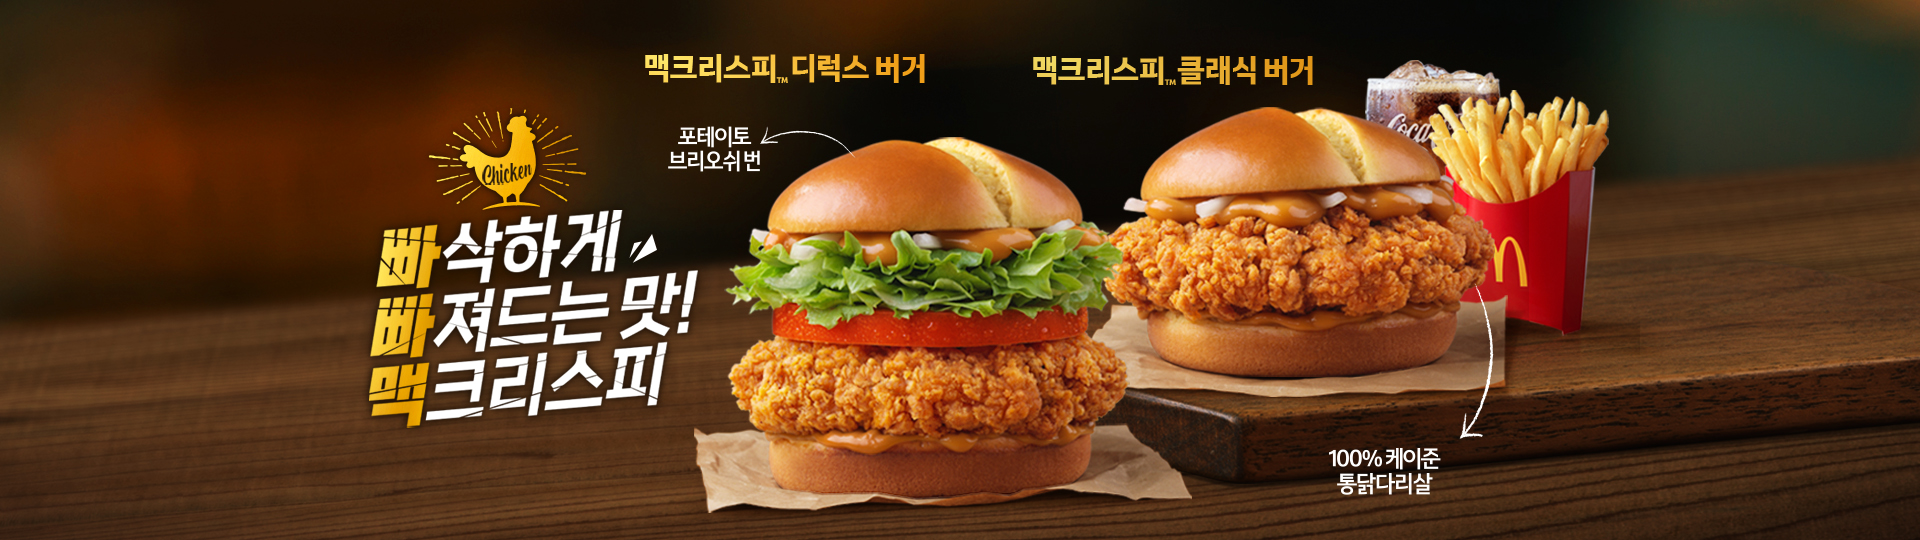 Chicken
빠삭하게
빠져드는 맛!
맥크리스피
맥크리스피™ 디럭스 버거
포테이토
브리오쉬 번
맥크리스피™ 클래식 버거
100% 케이준
통닭다리살